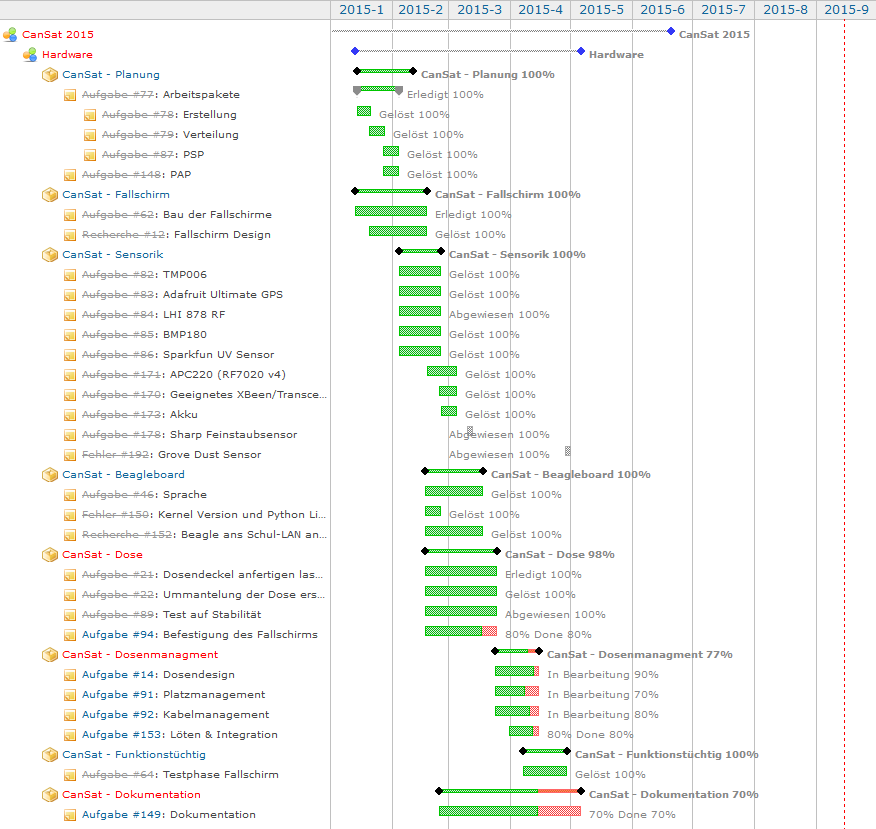 2015-1 2015-2 2015-3 2015-4 2015-5 2015-6 2015-7 2015-8 2015-9
CanSat 2015 CanSat 2015
Hardware Hardware
CanSat - Planung CanSat - Planung 100%
Aufgabe #77: Arbeitspakete Erledigt 100%
Aufgabe #78: Erstellung Gelöst 100%
Aufgabe #79: Verteilung Gelöst 100%
Aufgabe #87: PSP Gelöst 100%
Aufgabe #148: PAP Gelöst 100%
CanSat - Fallschirm CanSat - Fallschirm 100%
Aufgabe #62: Bau der Fallschirme Erledigt 100%
Recherche #12: Fallschirm Design Gelöst 100%
CanSat - Sensorik CanSat - Sensorik 100%
Aufgabe #82: TMP006 Gelöst 100%
Aufgabe #83: Adafruit Ultimate GPS Gelöst 100%
Aufgabe #84: LHI 878 RF Abgewiesen 100%
Aufgabe #85: BMP180 Gelöst 100%
Aufgabe #86: Sparkfun UV Sensor Gelöst 100%
Aufgabe #171: APC220 (RF7020 v4) Gelöst 100%
Aufgabe #170: Geeignetes XBeen/Transce... Gelöst 100%
Aufgabe #173: Akku Gelöst 100%
Aufgabe #178: Sharp Feinstaubsensor Abgewiesen 100%
Fehler #192: Grove Dust Sensor Abgewiesen 100%
CanSat - Beagleboard CanSat - Beagleboard 100%
Aufgabe #46: Sprache Gelöst 100%
Fehler #150: Kernel Version und Python Li... Gelöst 100%
Recherche #152: Beagle ans Schul-LAN an... Gelöst 100%
CanSat - Dose CanSat - Dose 98%
Aufgabe #21: Dosendeckel anfertigen las... Erledigt 100%
Aufgabe #22: Ummantelung der Dose ers... Gelöst 100%
Aufgabe #89: Test auf Stabilität Abgewiesen 100%
Aufgabe #94: Befestigung des Fallschirms 80% Done 80%
CanSat - Dosenmanagment CanSat - Dosenmanagment 77%
Aufgabe #14: Dosendesign In Bearbeitung 90%
Aufgabe #91: Platzmanagement In Bearbeitung 70%
Aufgabe #92: Kabelmanagement In Bearbeitung 80%
Aufgabe #153: Löten & Integration 80% Done 80%
CanSat - Funktionstüchtig CanSat - Funktionstüchtig 100%
Aufgabe #64: Testphase Fallschirm Gelöst 100%
CanSat - Dokumentation CanSat - Dokumentation 70%
Aufgabe #149: Dokumentation 70% Done 70%